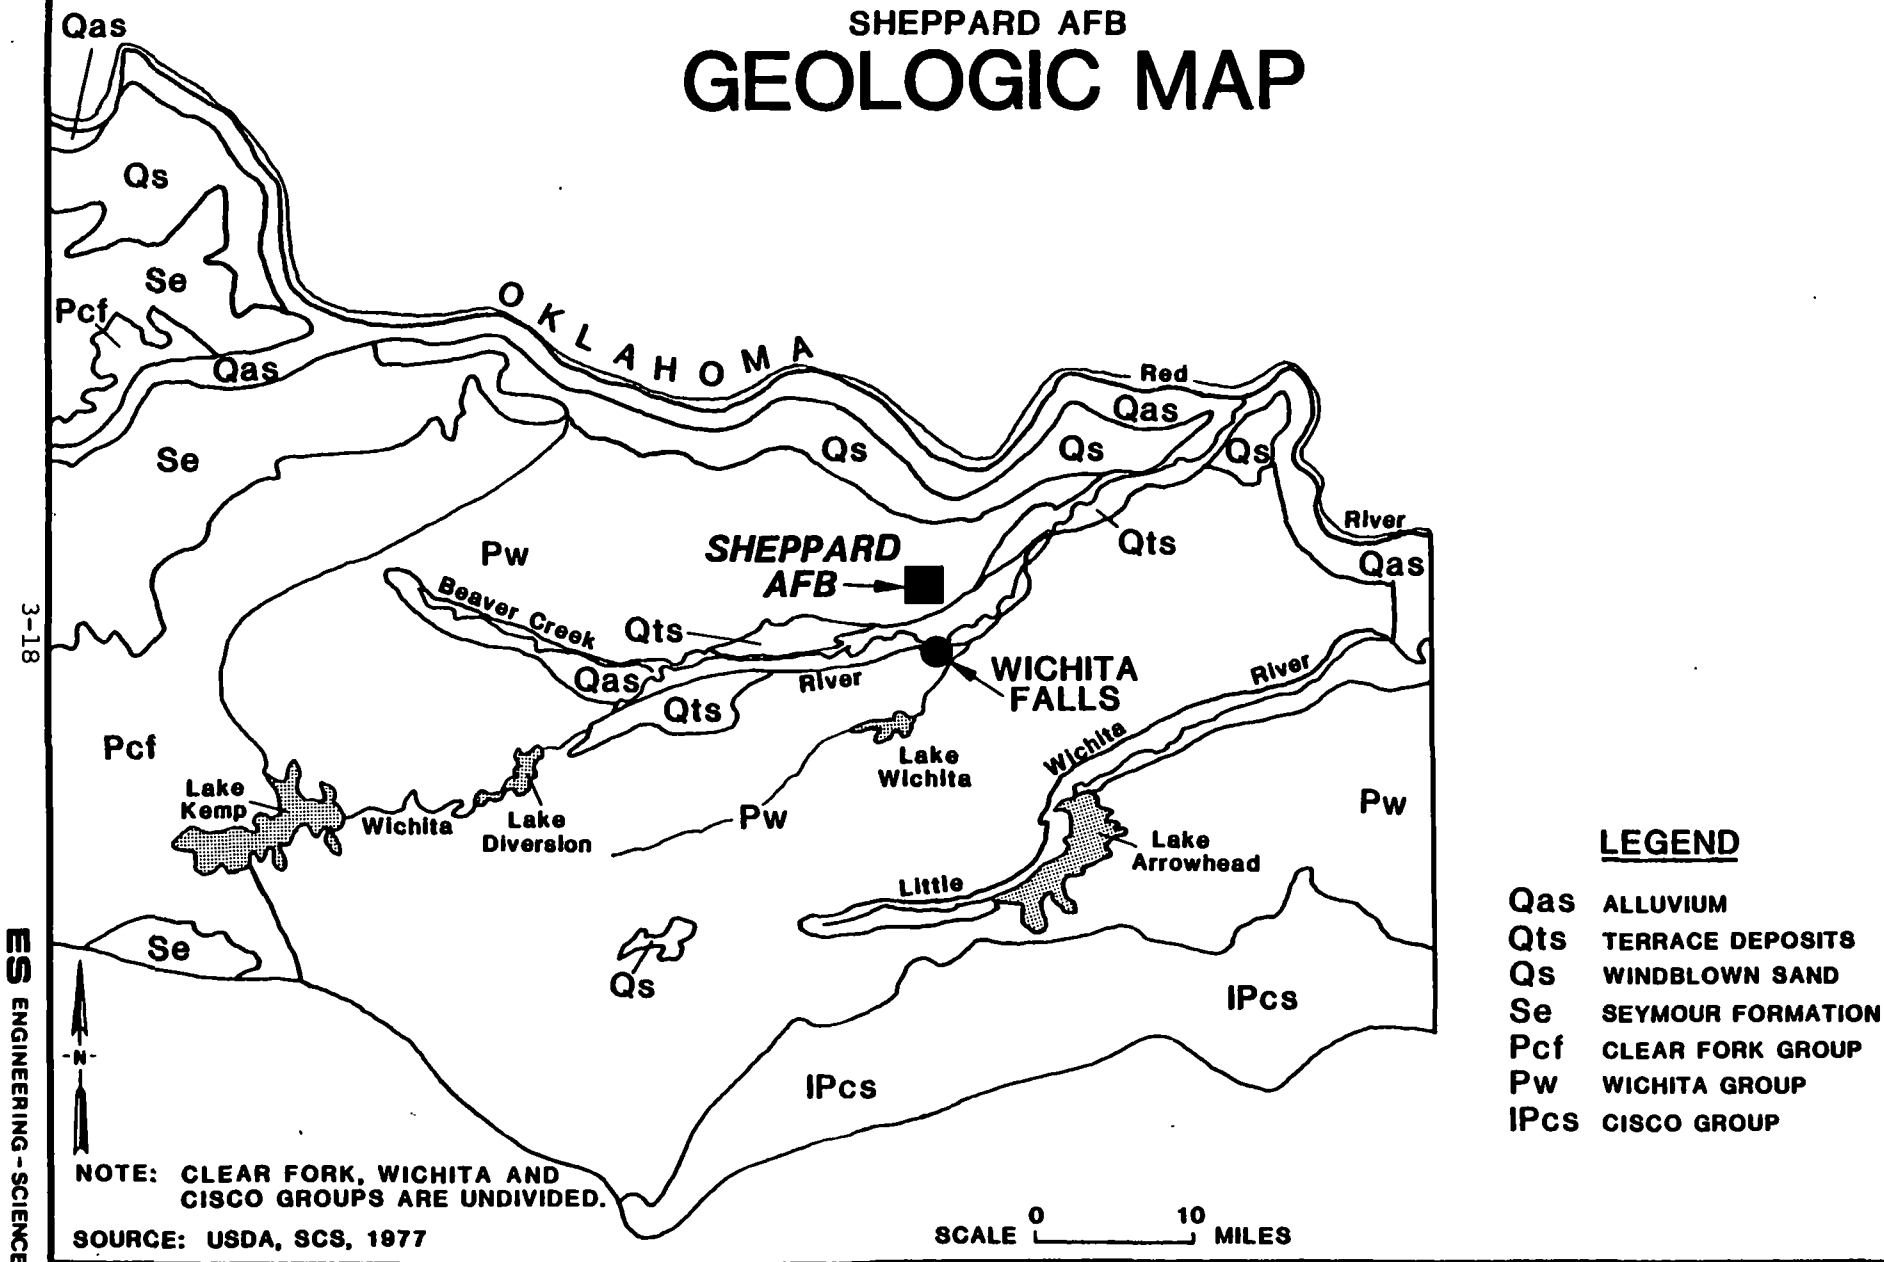 SHEPPARD AFB
GEOLOGIC MAP
Qas
Qs
Se
Pcf
Qas
OKLAHOMA
Red
Qas
Qs
Qs
Qs
Se
River
Qts
Qas
Pw
SHEPPARD
AFB
Beaver Creek
Qts
Qas
River
Qts
WICHITA
FALLS
River
Wichita
Pcf
Lake
Kemp
Wichita
Lake
Diversion
Lake
Wichita
Pw
Pw
Lake
Arrowhead
Little
Se
Qs
IPcs
IPcs
-N-
LEGEND
Qas ALLUVIUM
Qts TERRACE DEPOSITS
Qs WINDBLOWN SAND
Se SEYMOUR FORMATION
Pcf CLEAR FORK GROUP
Pw WICHITA GROUP
IPcs CISCO GROUP
NOTE: CLEAR FORK, WICHITA AND
CISCO GROUPS ARE UNDIVIDED.
SOURCE: USDA, SCS, 1977
0 10
SCALE MILES
3-18
ES ENGINEERING-SCIENCE